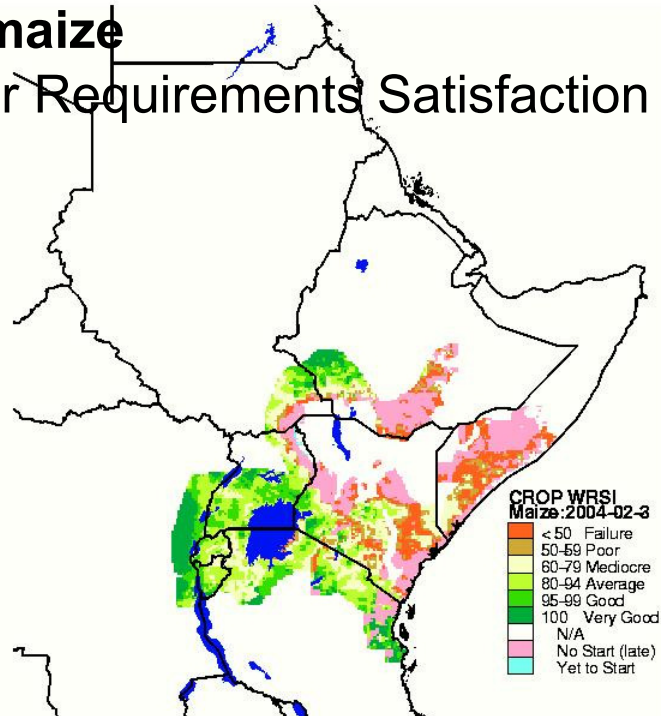 maize
r Requirements Satisfaction
CROP WRSI
Maize:2004-02-3
<50 Failure
50-59 Poor
60-79 Mediocre
80-94 Average
95-99 Good
100 Very Good
N/A
No Start (late)
Yet to Start